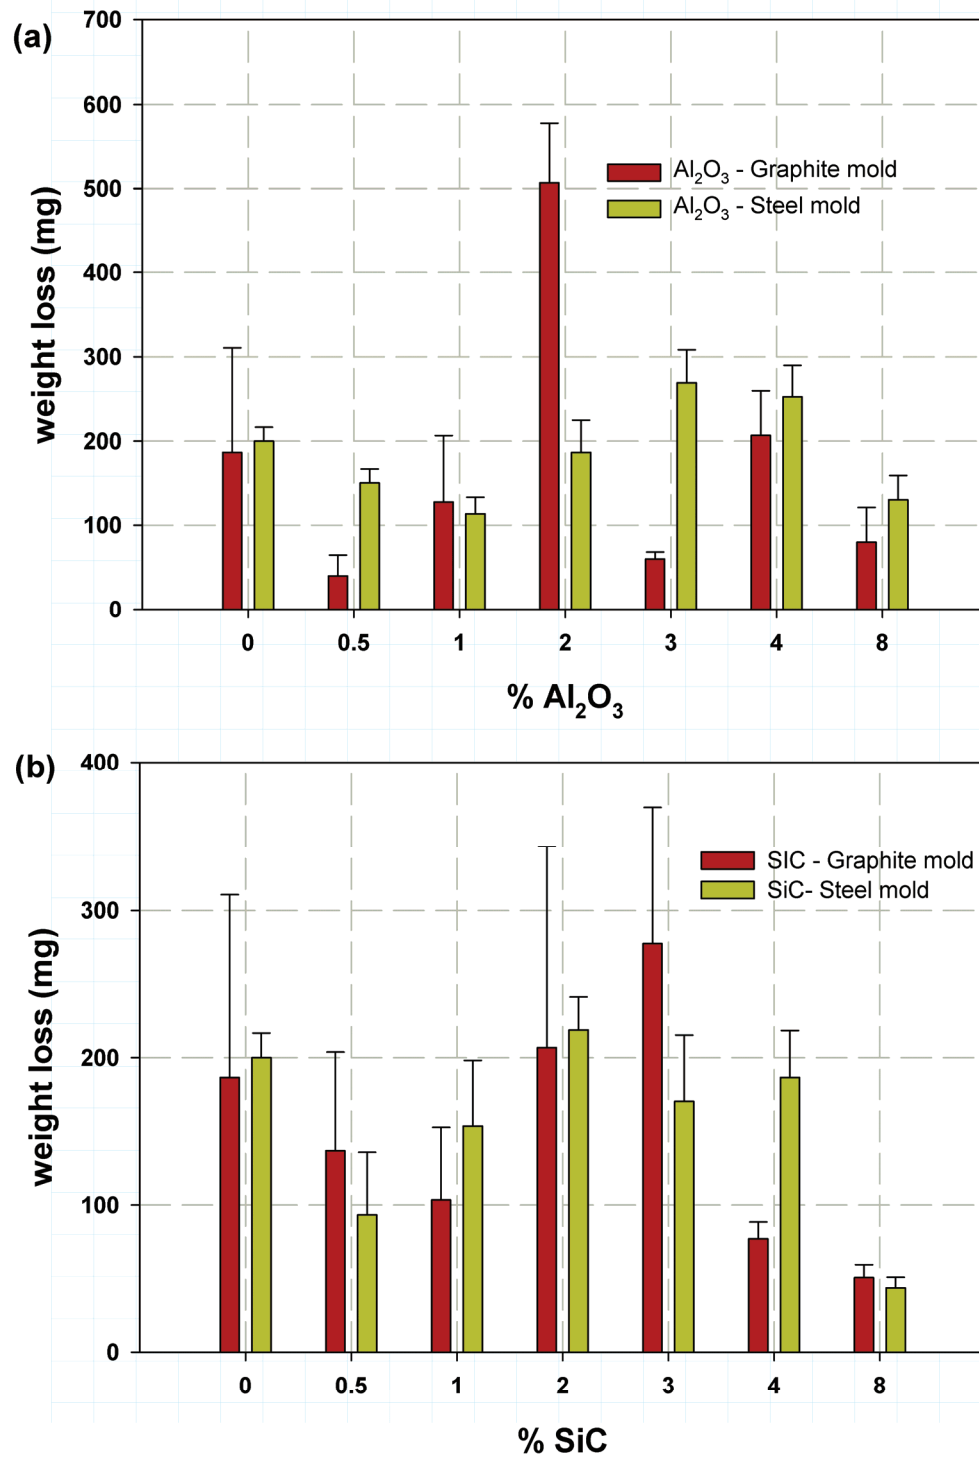 (a)
700
600
500
400
300
200
100
0
weight loss (mg)
Al₂O₃ - Graphite mold
Al₂O₃ - Steel mold
0 0.5 1 2 3 4 8
% Al₂O₃
(b)
400
300
200
100
0
weight loss (mg)
SIC - Graphite mold
SiC- Steel mold
0 0.5 1 2 3 4 8
% SiC